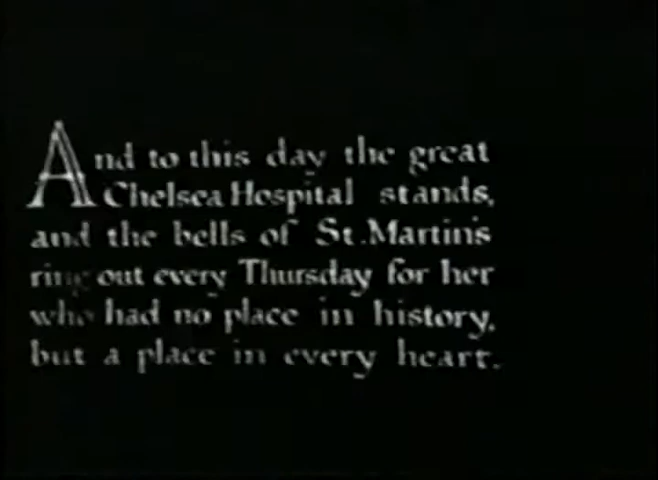 And to this day the great
Chelsea Hospital stands,
and the bells of St. Martin's
ring out every Thursday for her
who had no place in history,
but a place in every heart.